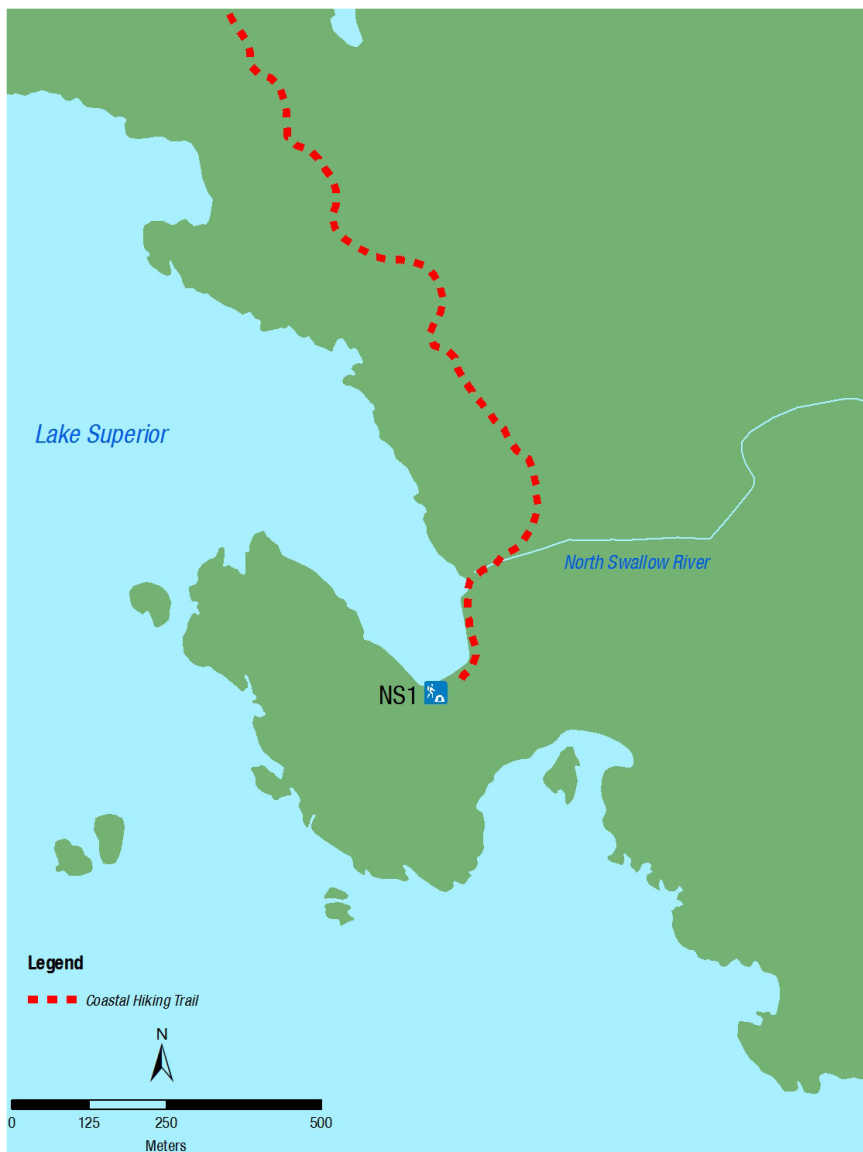 Lake Superior
North Swallow River
NS1
Legend
Coastal Hiking Trail
N
0 125 250 500
Meters